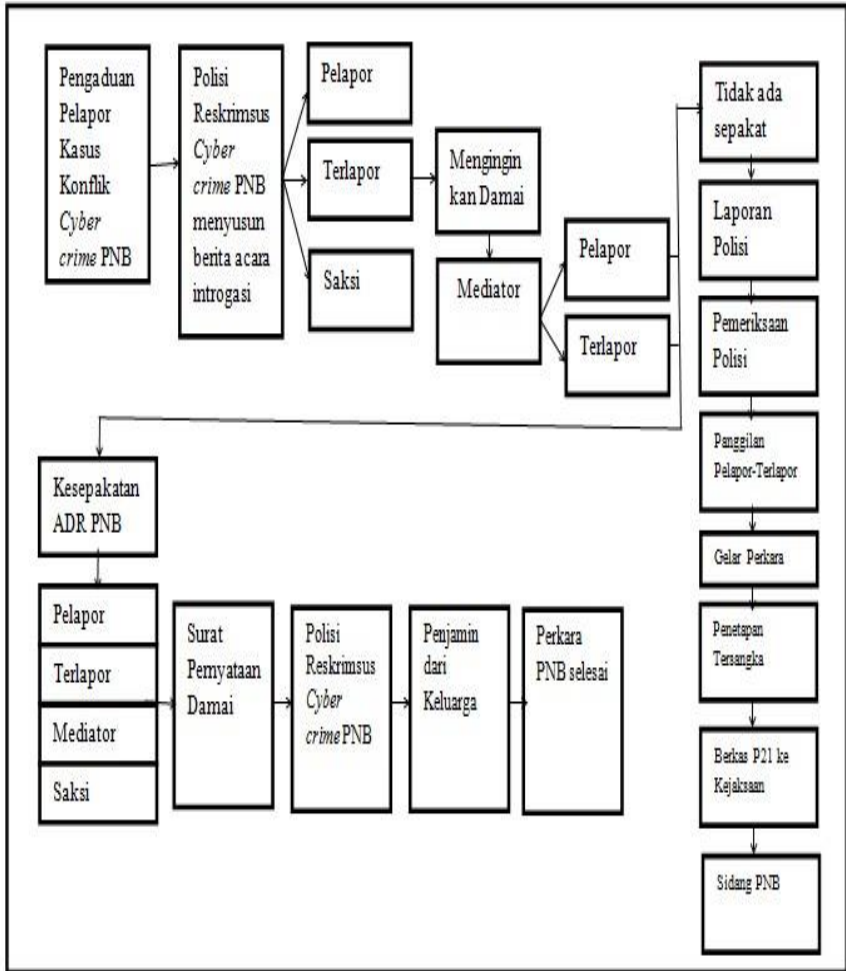 Pengaduan
Pelapor
Kasus
Konflik
Cyber
crime PNB
Polisi
Reskrimsus
Cyber
crime PNB
menyusun
berita acara
introgasi
Pelapor
Terlapor
Saksi
Mengingin
kan Damai
Mediator
Pelapor
Terlapor
Tidak ada
sepakat
Laporan
Polisi
Pemeriksaan
Polisi
Panggilan
Pelapor-Terlapor
Gelar Perkara
Penetapan
Tersangka
Berkas P21 ke
Kejaksaan
Sidang PNB
Kesepakatan
ADR PNB
Pelapor
Terlapor
Mediator
Saksi
Surat
Pernyataan
Damai
Polisi
Reskrimsus
Cyber
crime PNB
Penjamin
dari
Keluarga
Perkara
PNB selesai